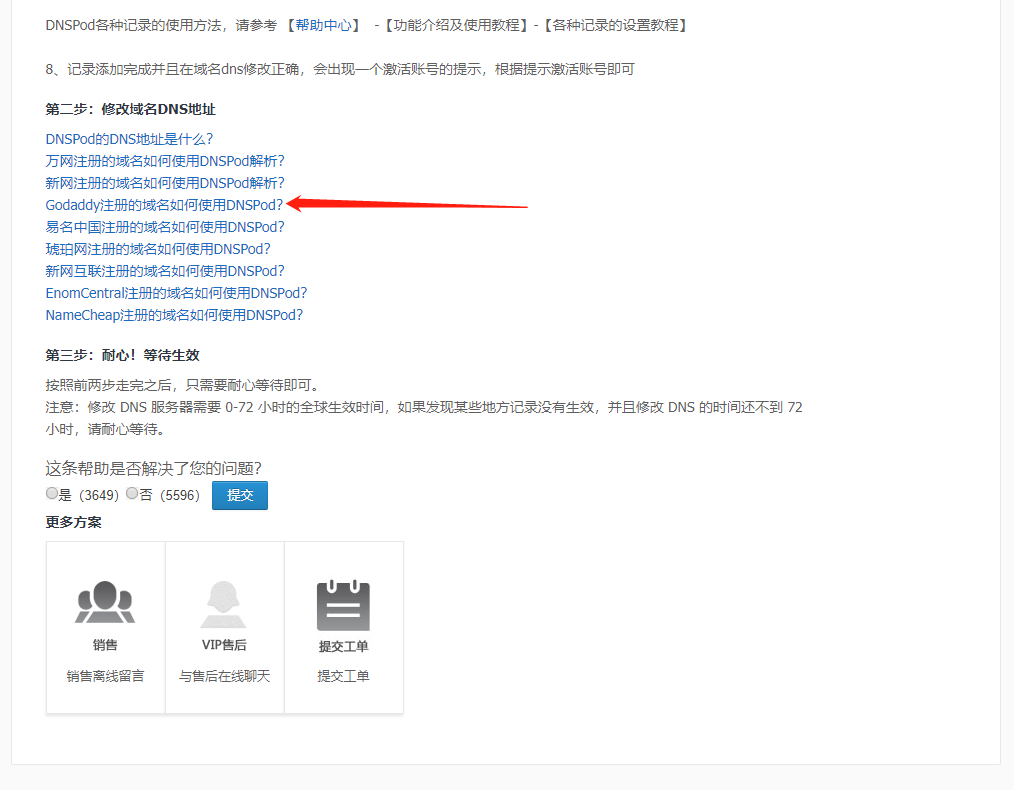 DNSPod各种记录的使用方法，请参考 【帮助中心】 -【功能介绍及使用教程】-【各种记录的设置教程】
8、记录添加完成并且在域名dns修改正确，会出现一个激活账号的提示，根据提示激活账号即可
第二步：修改域名DNS地址
DNSPod的DNS地址是什么?
万网注册的域名如何使用DNSPod解析?
新网注册的域名如何使用DNSPod解析?
Godaddy注册的域名如何使用DNSPod?
易名中国注册的域名如何使用DNSPod?
琥珀网注册的域名如何使用DNSPod?
新网互联注册的域名如何使用DNSPod?
EnomCentral注册的域名如何使用DNSPod?
NameCheap注册的域名如何使用DNSPod?
第三步：耐心！等待生效
按照前两步走完之后，只需要耐心等待即可。
注意：修改 DNS 服务器需要 0-72 小时的全球生效时间，如果发现某些地方记录没有生效，并且修改 DNS 的时间还不到 72
小时，请耐心等待。
这条帮助是否解决了您的问题?
是（3649） 否（5596） 提交
更多方案
销售 VIP售后 提交工单
销售离线留言 与售后在线聊天 提交工单